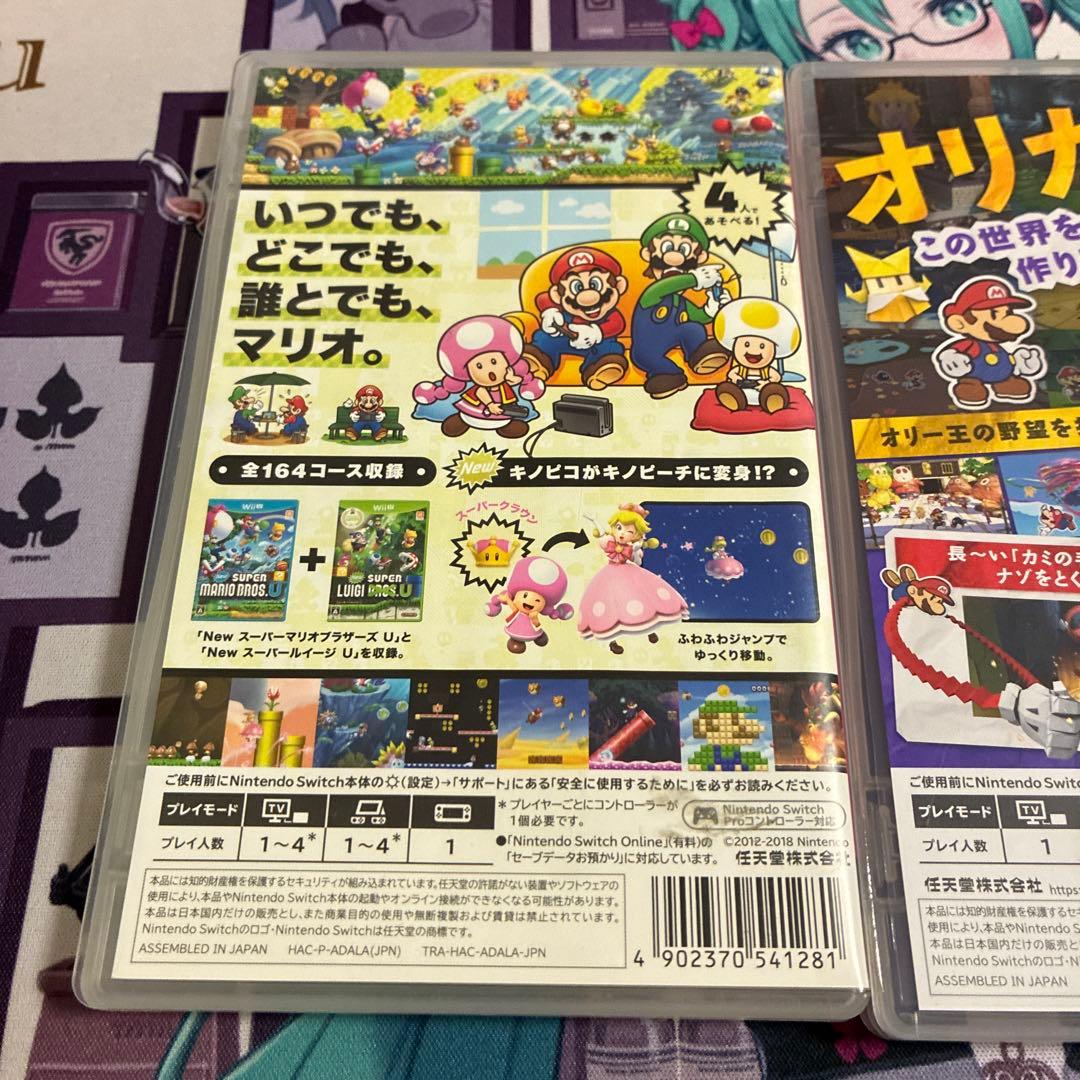 u
いつでも、
どこでも、
誰とでも、
マリオ。
4人で
あそべる!
• 全164コース収録 •
New キノピコがキノピーチに変身!? •
スーパークラウン
Wii U
SUPER
MARIO BROS. U
+
Wii U
SUPER
LUIGI BROS. U
「New スーパーマリオブラザーズ U」と
「New スーパールイージ U」を収録。
ふわふわジャンプで
ゆっくり移動。
ご使用前にNintendo Switch本体の(設定)→「サポート」にある「安全に使用するために」を必ずお読みください。
プレイモード TV
プレイ人数 1~4* 1~4* 1
*プレイヤーごとにコントローラーが
1個必要です。
●「Nintendo Switch Online」(有料)の
「セーブデータお預かり」に対応しています。
Nintendo Switch
Proコントローラー対応
©2012-2018 Nintendo
任天堂株式会社
本品には知的財産権を保護するセキュリティが組み込まれています。任天堂の許諾がない装置やソフトウェアの
使用により、本品やNintendo Switch本体の起動やオンライン接続ができなくなる可能性があります。
本品は日本国内だけの販売とし、また商業目的の使用や無断複製および賃貸は禁止されています。
Nintendo Switchのロゴ・Nintendo Switchは任天堂の商標です。
ASSEMBLED IN JAPAN HAC-P-ADALA(JPN) TRA-HAC-ADALA-JPN
4 902370 541281
オリガ
この世界を
作り
オリー王の野望を
長〜い「カミの手
ナゾをとく
ご使用前にNintendo Switch
プレイモード TV
プレイ人数 1
任天堂株式会社 https
本品には知的財産権を保護するセキ
使用により、本品やNintendo S
本品は日本国内だけの販売と
Nintendo Switchのロゴ・N
ASSEMBLED IN JAPAN